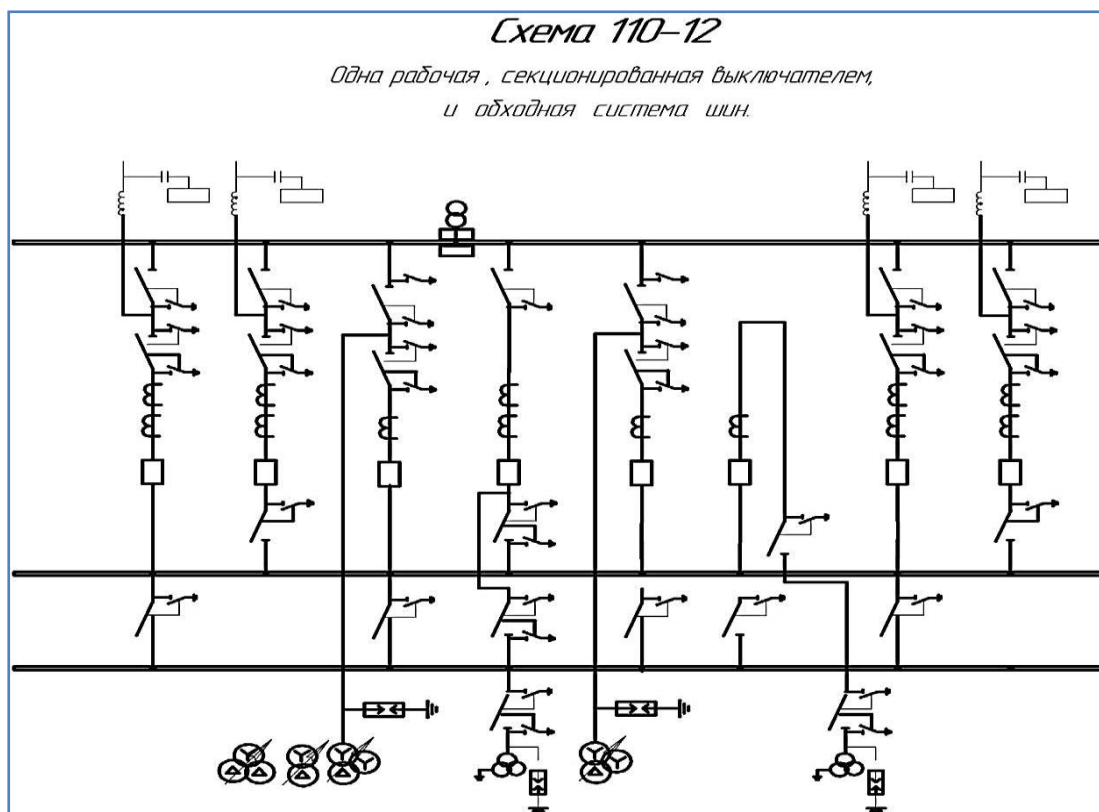 Схема 110-12
Одна рабочая , секционированная выключателем,
и обходная система шин.